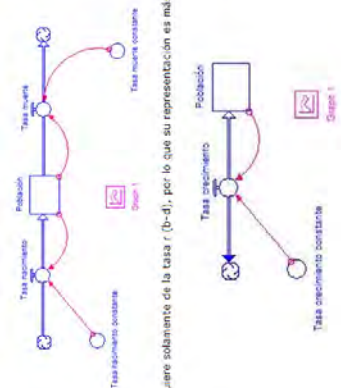 Tasa nacimiento
Población
Tasa muerte
Tasa nacimiento constante
Graph 1
Tasa muerte constante
uiere solamente de la tasa r (b-d), por lo que su representación es má
Tasa crecimiento
Población
Tasa crecimiento constante
Graph 1